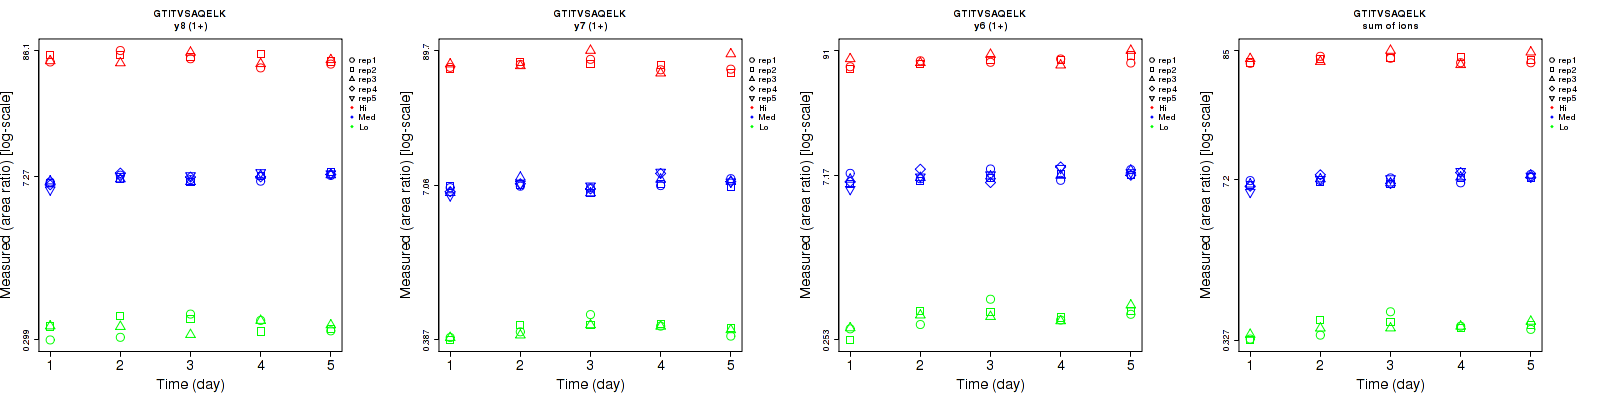 GTITVSAQELK
y8 (1+)
Measured (area ratio) [log-scale]
86.1
7.27
0.299
1 2 3 4 5
Time (day)
rep1
rep2
rep3
rep4
rep5
Hi
Med
Lo
GTITVSAQELK
y7 (1+)
Measured (area ratio) [log-scale]
89.7
7.06
0.387
1 2 3 4 5
Time (day)
rep1
rep2
rep3
rep4
rep5
Hi
Med
Lo
GTITVSAQELK
y6 (1+)
Measured (area ratio) [log-scale]
91
7.17
0.253
1 2 3 4 5
Time (day)
rep1
rep2
rep3
rep4
rep5
Hi
Med
Lo
GTITVSAQELK
sum of ions
Measured (area ratio) [log-scale]
85
7.2
0.327
1 2 3 4 5
Time (day)
rep1
rep2
rep3
rep4
rep5
Hi
Med
Lo